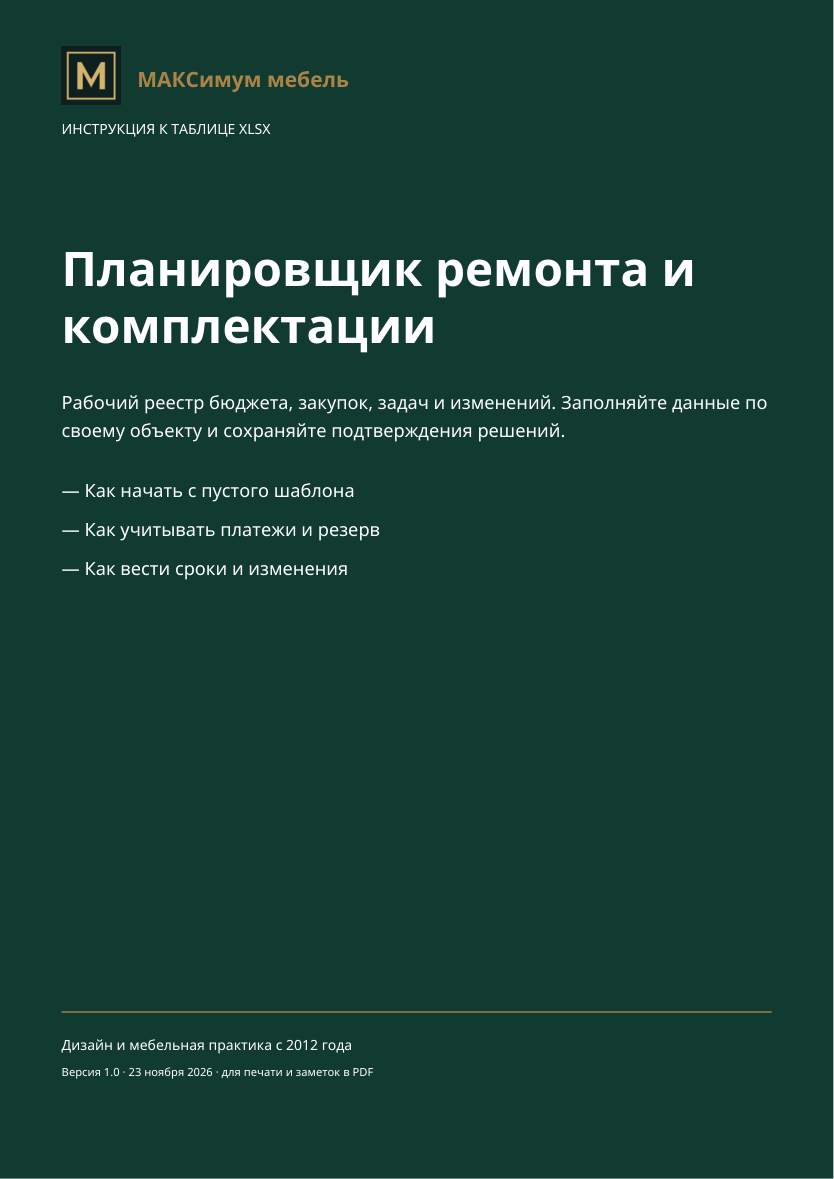 M
МАКСимум мебель
ИНСТРУКЦИЯ К ТАБЛИЦЕ XLSX
Планировщик ремонта и
комплектации
Рабочий реестр бюджета, закупок, задач и изменений. Заполняйте данные по
своему объекту и сохраняйте подтверждения решений.
— Как начать с пустого шаблона
— Как учитывать платежи и резерв
— Как вести сроки и изменения
Дизайн и мебельная практика с 2012 года
Версия 1.0 · 23 ноября 2026 · для печати и заметок в PDF